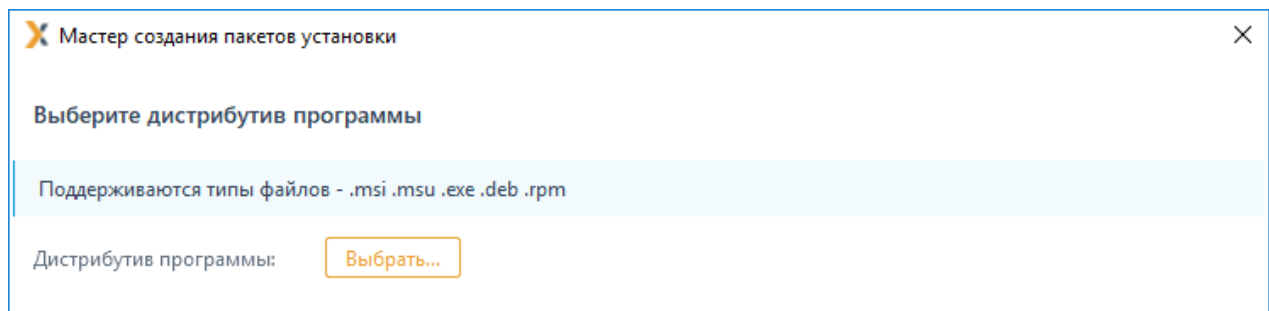 Мастер создания пакетов установки
Выберите дистрибутив программы
Поддерживаются типы файлов - .msi .msu .exe .deb .rpm
Дистрибутив программы: Выбрать...